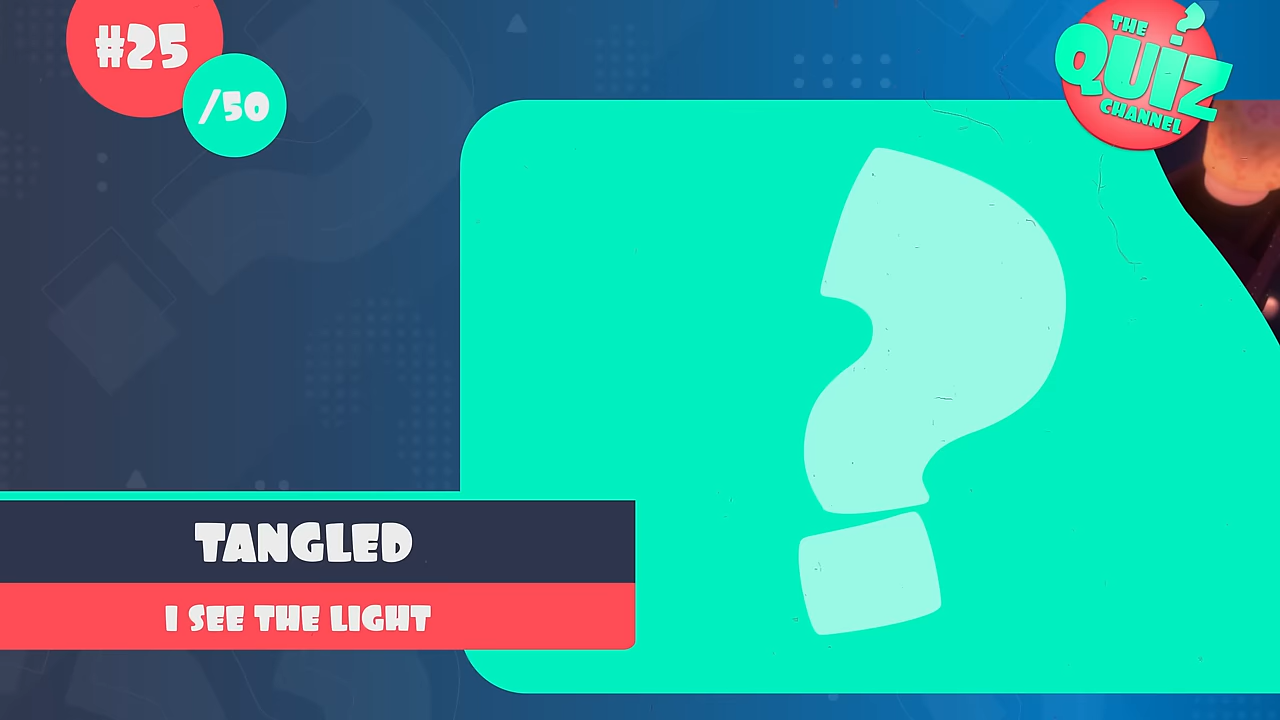 #25
/50
THE
QUIZ
CHANNEL
TANGLED
I SEE THE LIGHT